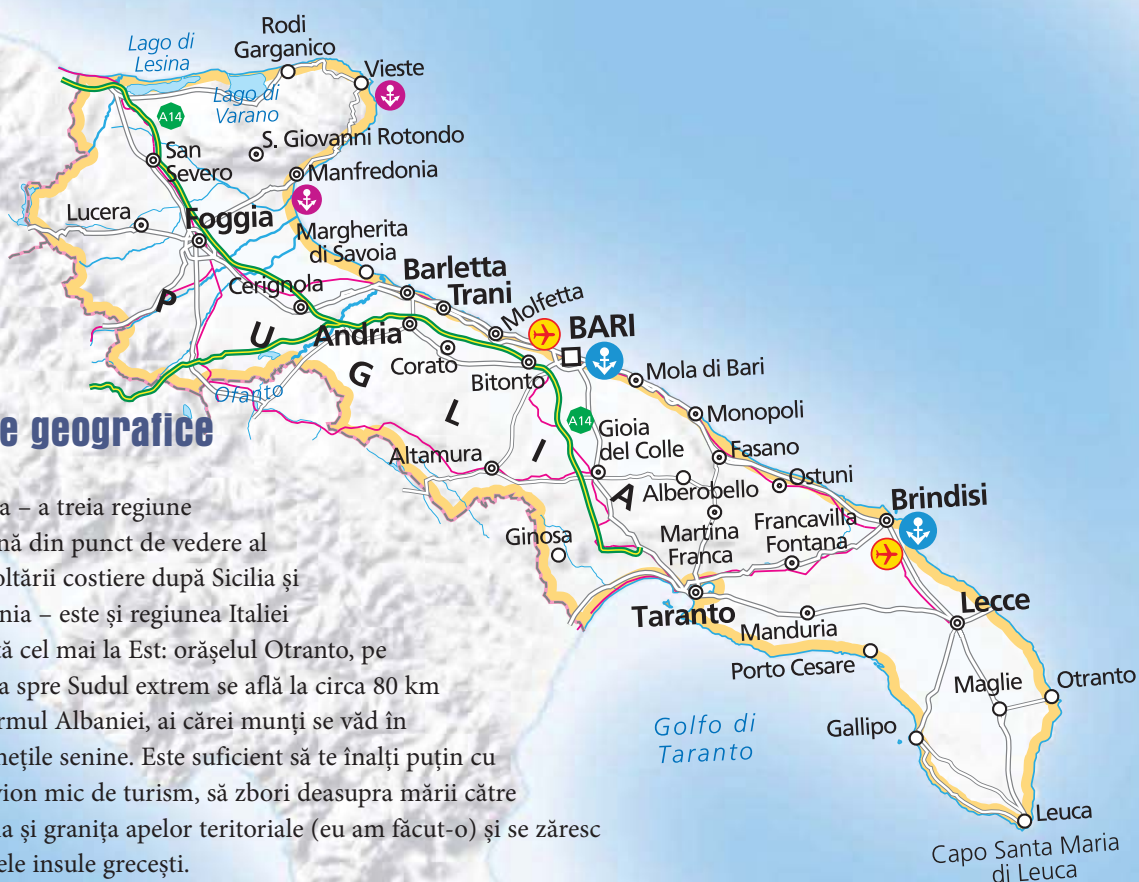 Rodi
Garganico
Lago di
Lesina
Vieste
Lago di
Varano
A14
S. Giovanni Rotondo
San
Severo
Manfredonia
Lucera
Foggia
Margherita
di Savoia
Barletta
Cerignola
Trani
Molfetta
BARI
PUGLIA
Andria
Corato
Bitonto
Mola di Bari
Ofanto
Monopoli
A14
Gioia
del Colle
Fasano
Altamura
Ostuni
Alberobello
Brindisi
Martina
Franca
Francavilla
Fontana
Ginosa
Taranto
Lecce
Manduria
Porto Cesare
Maglie
Otranto
Golfo di
Taranto
Gallipo
Leuca
Capo Santa Maria
di Leuca
e geografice
a – a treia regiune
nă din punct de vedere al
oltării costiere după Sicilia și
nia – este și regiunea Italiei
tă cel mai la Est: orășelul Otranto, pe
a spre Sudul extrem se află la circa 80 km
rmul Albaniei, ai cărei munți se văd în
nețile senine. Este suficient să te înalți puțin cu
vion mic de turism, să zbori deasupra mării către
ia și granița apelor teritoriale (eu am făcut-o) și se zăresc
ele insule grecești.